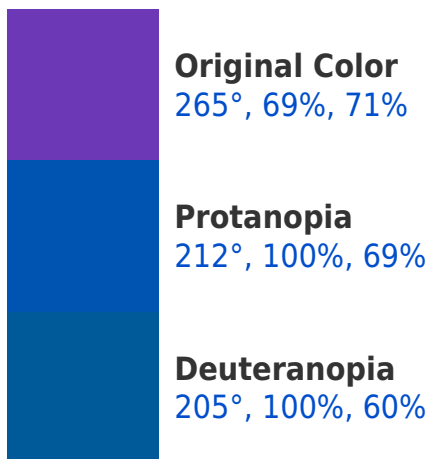 Original Color
265°, 69%, 71%
Protanopia
212°, 100%, 69%
Deuteranopia
205°, 100%, 60%